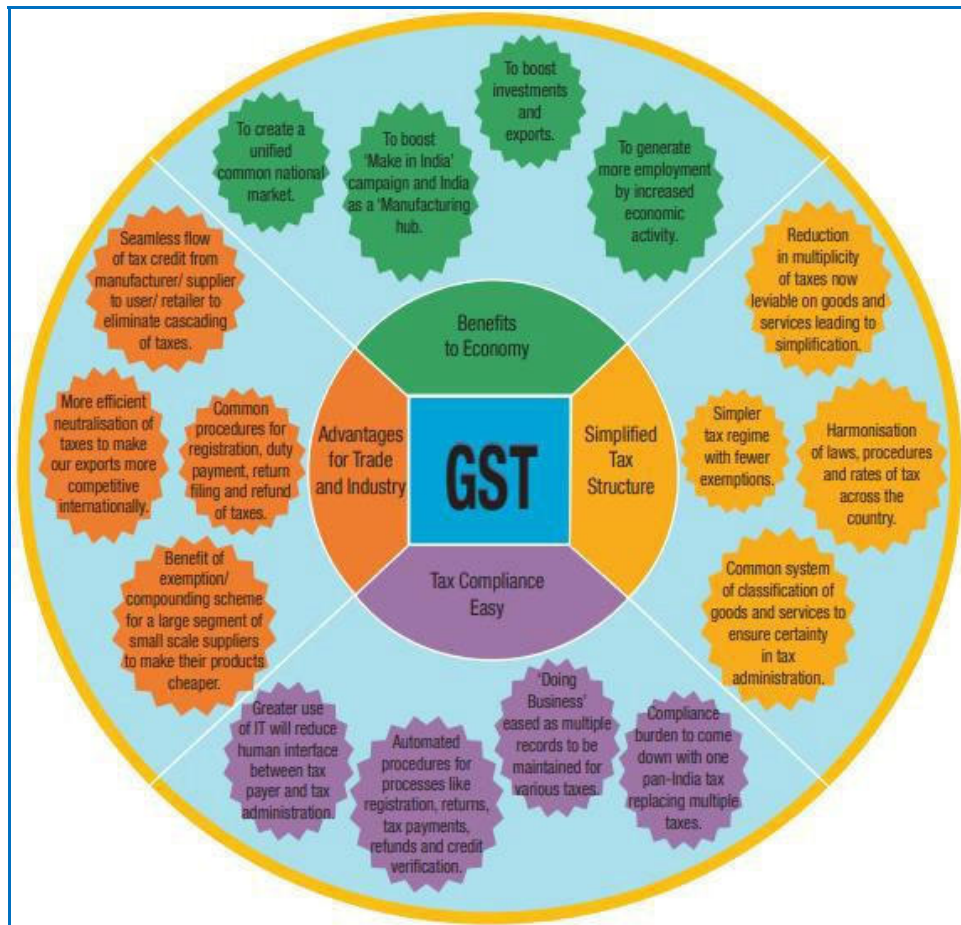 To create a
unified
common national
market.
To boost
'Make in India'
campaign and India
as a 'Manufacturing
hub.
To boost
investments
and
exports.
To generate
more employment
by increased
economic
activity.
Benefits
to Economy
Seamless flow
of tax credit from
manufacturer/ supplier
to user/ retailer to
eliminate cascading
of taxes.
More efficient
neutralisation of
taxes to make
our exports more
competitive
internationally.
Common
procedures for
registration, duty
payment, return
filing and refund
of taxes.
Benefit of
exemption/
compounding scheme
for a large segment of
small scale suppliers
to make their products
cheaper.
Advantages
for Trade
and Industry
GST
Simplified
Tax
Structure
Reduction
in multiplicity
of taxes now
leviable on goods and
services leading to
simplification.
Simpler
tax regime
with fewer
exemptions.
Harmonisation
of laws, procedures
and rates of tax
across the
country.
Common system
of classification of
goods and services to
ensure certainty
in tax
administration.
Tax Compliance
Easy
Greater use
of IT will reduce
human interface
between tax
payer and tax
administration
Automated
procedures for
processes like
registration, returns,
tax payments,
refunds and credit
verification.
'Doing
Business'
eased as multiple
records to be
maintained for
various taxes.
Compliance
burden to come
down with one
pan-India tax
replacing multiple
taxes.